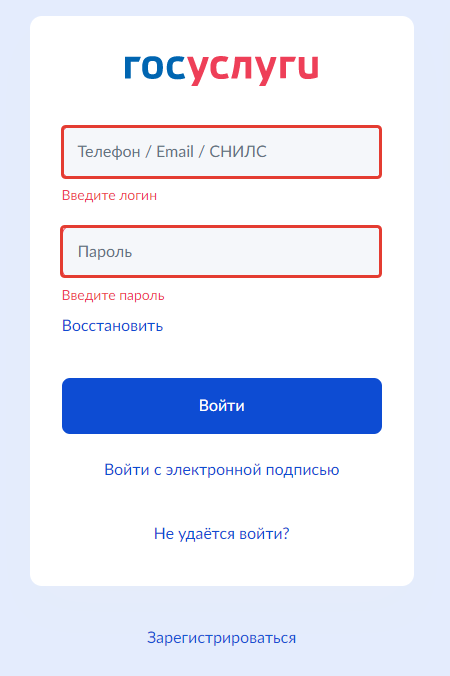 госуслуги
Телефон / Email / СНИЛС
Введите логин
Пароль
Введите пароль
Восстановить
Войти
Войти с электронной подписью
Не удаётся войти?
Зарегистрироваться